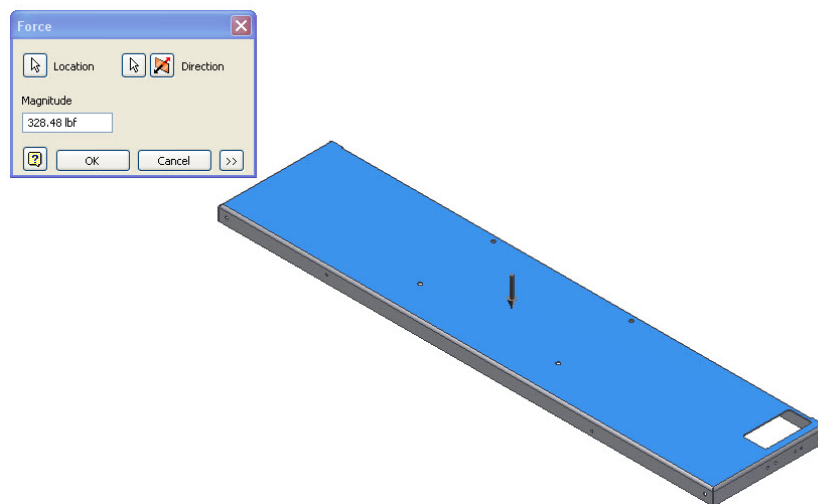 Force
Location Direction
Magnitude
328.48 lbf
? OK Cancel >>